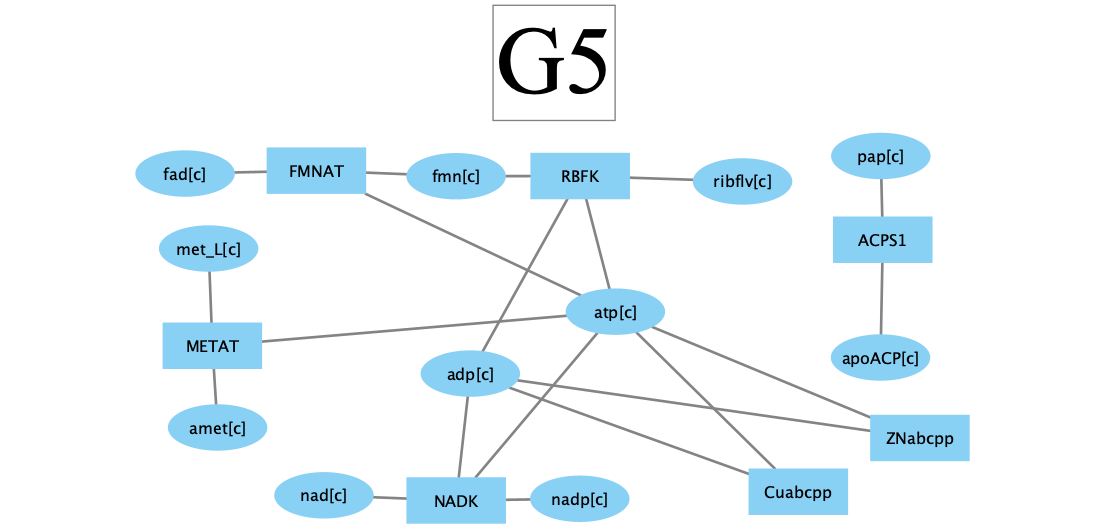 G5
fad[c]
FMNAT
fmn[c]
RBFK
ribflv[c]
pap[c]
met_L[c]
ACPS1
atp[c]
METAT
adp[c]
apoACP[c]
amet[c]
ZNabcpp
nad[c]
NADK
nadp[c]
Cuabcpp